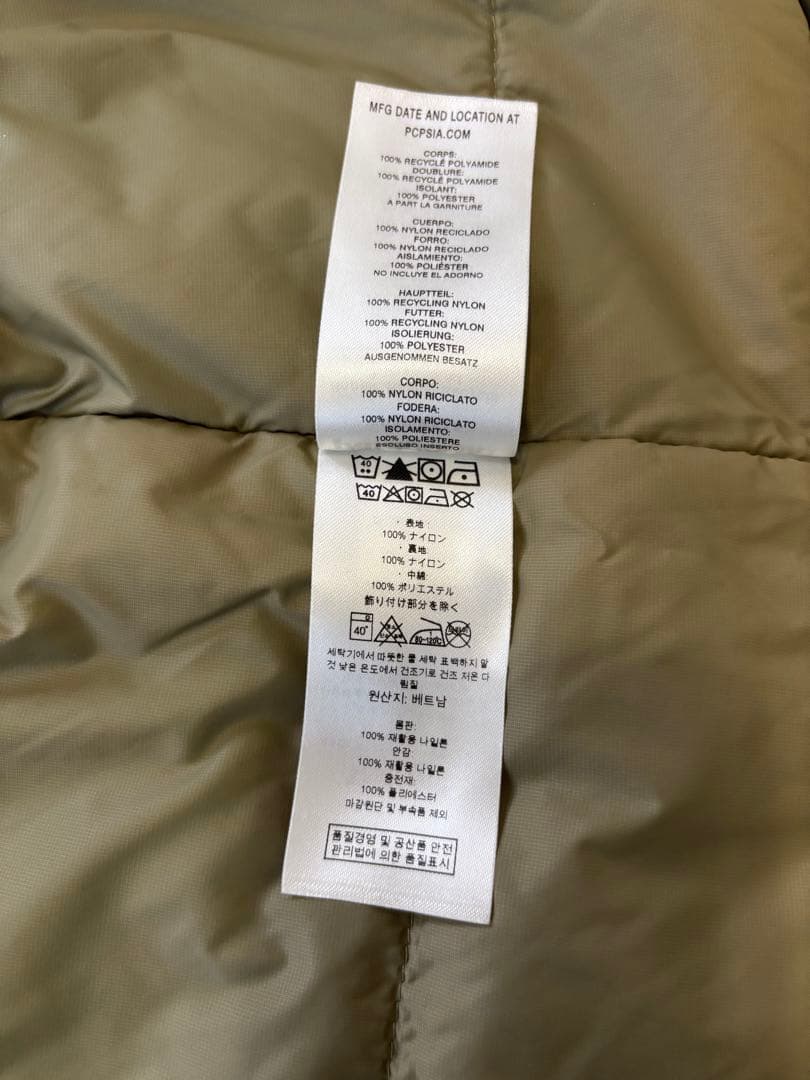 MFG DATE AND LOCATION AT
PCPSIA.COM
CORPS:
100% RECYCLÉ POLYAMIDE
DOUBLURE:
100% RECYCLÉ POLYAMIDE
ISOLANT:
100% POLYESTER
A PART LA GARNITURE
CUERPO:
100% NYLON RECICLADO
FORRO:
100% NYLON RECICLADO
AISLAMIENTO:
100% POLIÉSTER
NO INCLUYE EL ADORNO
HAUPTTEIL:
100% RECYCLING NYLON
FUTTER:
100% RECYCLING NYLON
ISOLIERUNG:
100% POLYESTER
AUSGENOMMEN BESATZ
CORPO:
100% NYLON RICICLATO
FODERA:
100% NYLON RICICLATO
ISOLAMENTO:
100% POLIESTERE
ESCLUSO INSERTO
40
40
・表地:
100% ナイロン
・裏地:
100% ナイロン
・中綿:
100% ポリエステル
飾り付け部分を除く
40°
80-120℃
세탁기에서 따뜻한 물 세탁 표백하지 말
것 낮은 온도에서 건조기로 건조 저온 다
림질
원산지: 베트남
몸판:
100% 재활용 나일론
안감:
100% 재활용 나일론
충전재:
100% 폴리에스터
마감원단 및 부속품 제외
품질경영 및 공산품 안전
관리법에 의한 품질표시